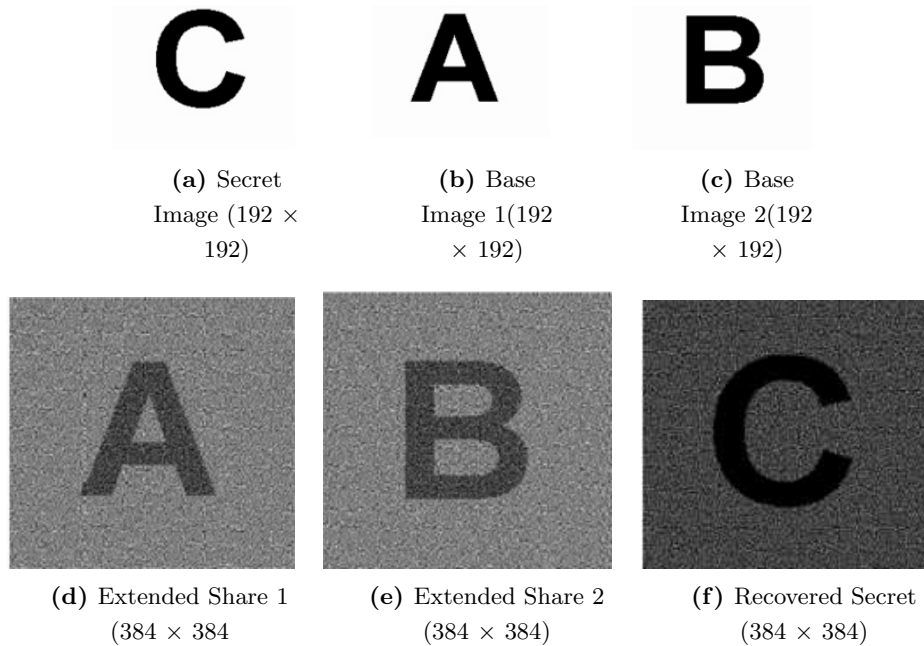 C
A
B
(a) Secret
Image (192 ×
192)
(b) Base
Image 1(192
× 192)
(c) Base
Image 2(192
× 192)
A
B
C
(d) Extended Share 1
(384 × 384
(e) Extended Share 2
(384 × 384)
(f) Recovered Secret
(384 × 384)